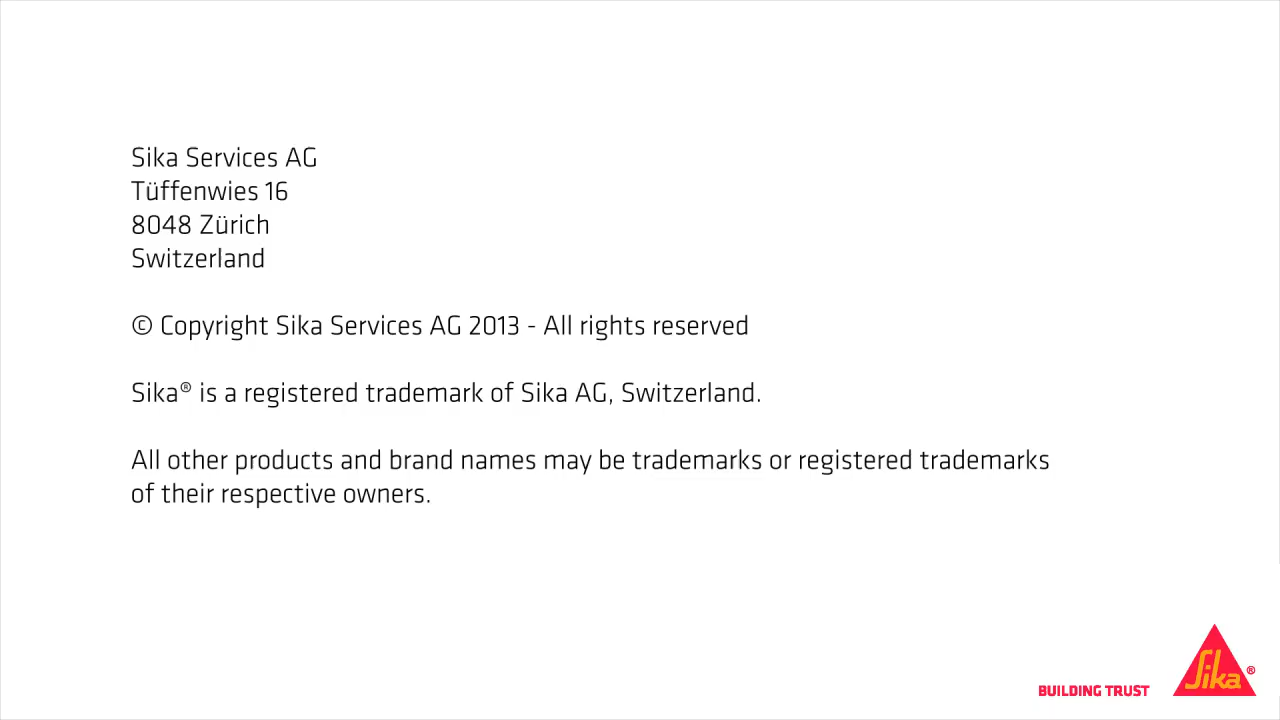 Sika Services AG
Tüffenwies 16
8048 Zürich
Switzerland
© Copyright Sika Services AG 2013 - All rights reserved
Sika® is a registered trademark of Sika AG, Switzerland.
All other products and brand names may be trademarks or registered trademarks
of their respective owners.
BUILDING TRUST
Sika®